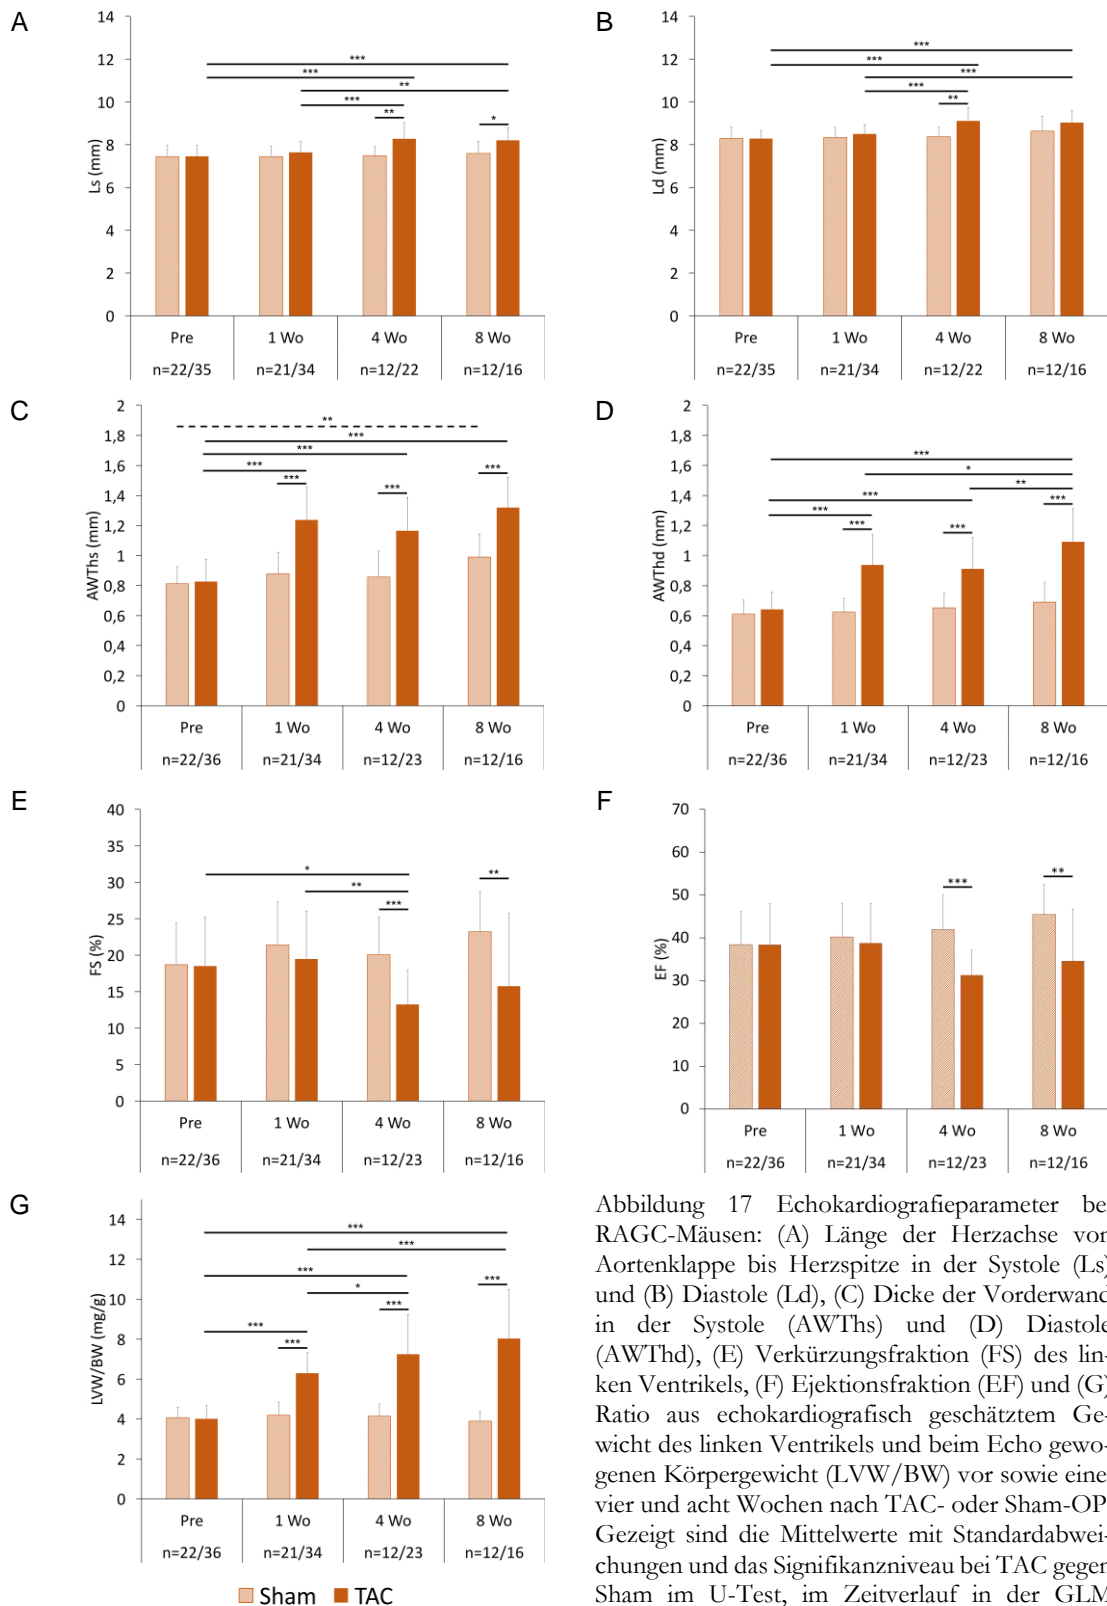 A
14
12
10
8
6
4
2
0
Ls (mm)
***
***
**
***
**
*
Pre
1 Wo
4 Wo
8 Wo
n=22/35
n=21/34
n=12/22
n=12/16
B
14
12
10
8
6
4
2
0
Ld (mm)
***
***
***
***
**
Pre
1 Wo
4 Wo
8 Wo
n=22/35
n=21/34
n=12/22
n=12/16
C
2
1,8
1,6
1,4
1,2
1
0,8
0,6
0,4
0,2
0
AWThs (mm)
**
***
***
***
***
***
***
Pre
1 Wo
4 Wo
8 Wo
n=22/36
n=21/34
n=12/23
n=12/16
D
2
1,8
1,6
1,4
1,2
1
0,8
0,6
0,4
0,2
0
AWThd (mm)
***
*
**
***
***
***
***
***
Pre
1 Wo
4 Wo
8 Wo
n=22/36
n=21/34
n=12/23
n=12/16
E
40
35
30
25
20
15
10
5
0
FS (%)
*
**
***
**
Pre
1 Wo
4 Wo
8 Wo
n=22/36
n=21/34
n=12/23
n=12/16
F
70
60
50
40
30
20
10
0
EF (%)
***
**
Pre
1 Wo
4 Wo
8 Wo
n=22/36
n=21/34
n=12/23
n=12/16
G
14
12
10
8
6
4
2
0
LVW/BW (mg/g)
***
***
***
*
***
***
***
***
Pre
1 Wo
4 Wo
8 Wo
n=22/36
n=21/34
n=12/23
n=12/16
Sham TAC
Abbildung 17 Echokardiografieparameter be
RAGC-Mäusen: (A) Länge der Herzachse von
Aortenklappe bis Herzspitze in der Systole (Ls)
und (B) Diastole (Ld), (C) Dicke der Vorderwand
in der Systole (AWThs) und (D) Diastole
(AWThd), (E) Verkürzungsfraktion (FS) des lin-
ken Ventrikels, (F) Ejektionsfraktion (EF) und (G)
Ratio aus echokardiografisch geschätztem Ge-
wicht des linken Ventrikels und beim Echo gewo-
genen Körpergewicht (LVW/BW) vor sowie eine
vier und acht Wochen nach TAC- oder Sham-OP
Gezeigt sind die Mittelwerte mit Standardabwei-
chungen und das Signifikanzniveau bei TAC gegen
Sham im U-Test, im Zeitverlauf in der GLM